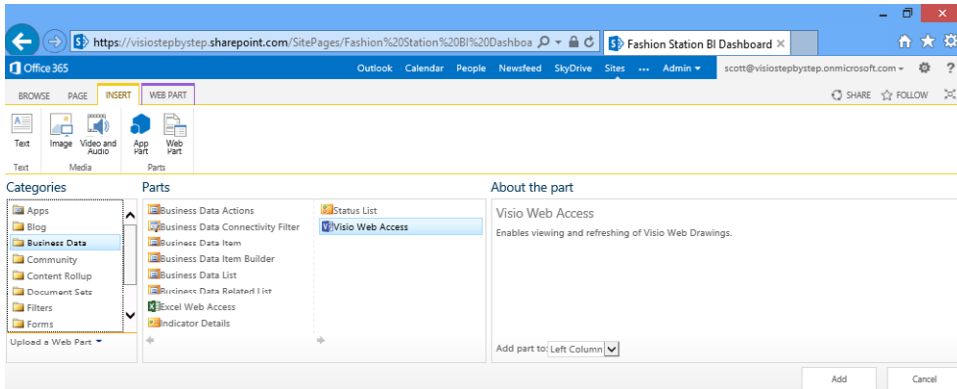 https://visiostepbystep.sharepoint.com/SitePages/Fashion%20Station%20BI%20Dashboa
Fashion Station BI Dashboard
Office 365
Outlook Calendar People Newsfeed SkyDrive Sites ... Admin
scott@visiostepbystep.onmicrosoft.com
?
BROWSE PAGE INSERT WEB PART
SHARE FOLLOW
Text Image Video and Audio App Part Web Part
Text Media Parts
Categories
Apps
Blog
Business Data
Community
Content Rollup
Document Sets
Filters
Forms
Upload a Web Part
Parts
Business Data Actions
Business Data Connectivity Filter
Business Data Item
Business Data Item Builder
Business Data List
Business Data Related List
Excel Web Access
Indicator Details
Status List
Visio Web Access
About the part
Visio Web Access
Enables viewing and refreshing of Visio Web Drawings.
Add part to: Left Column
Add Cancel